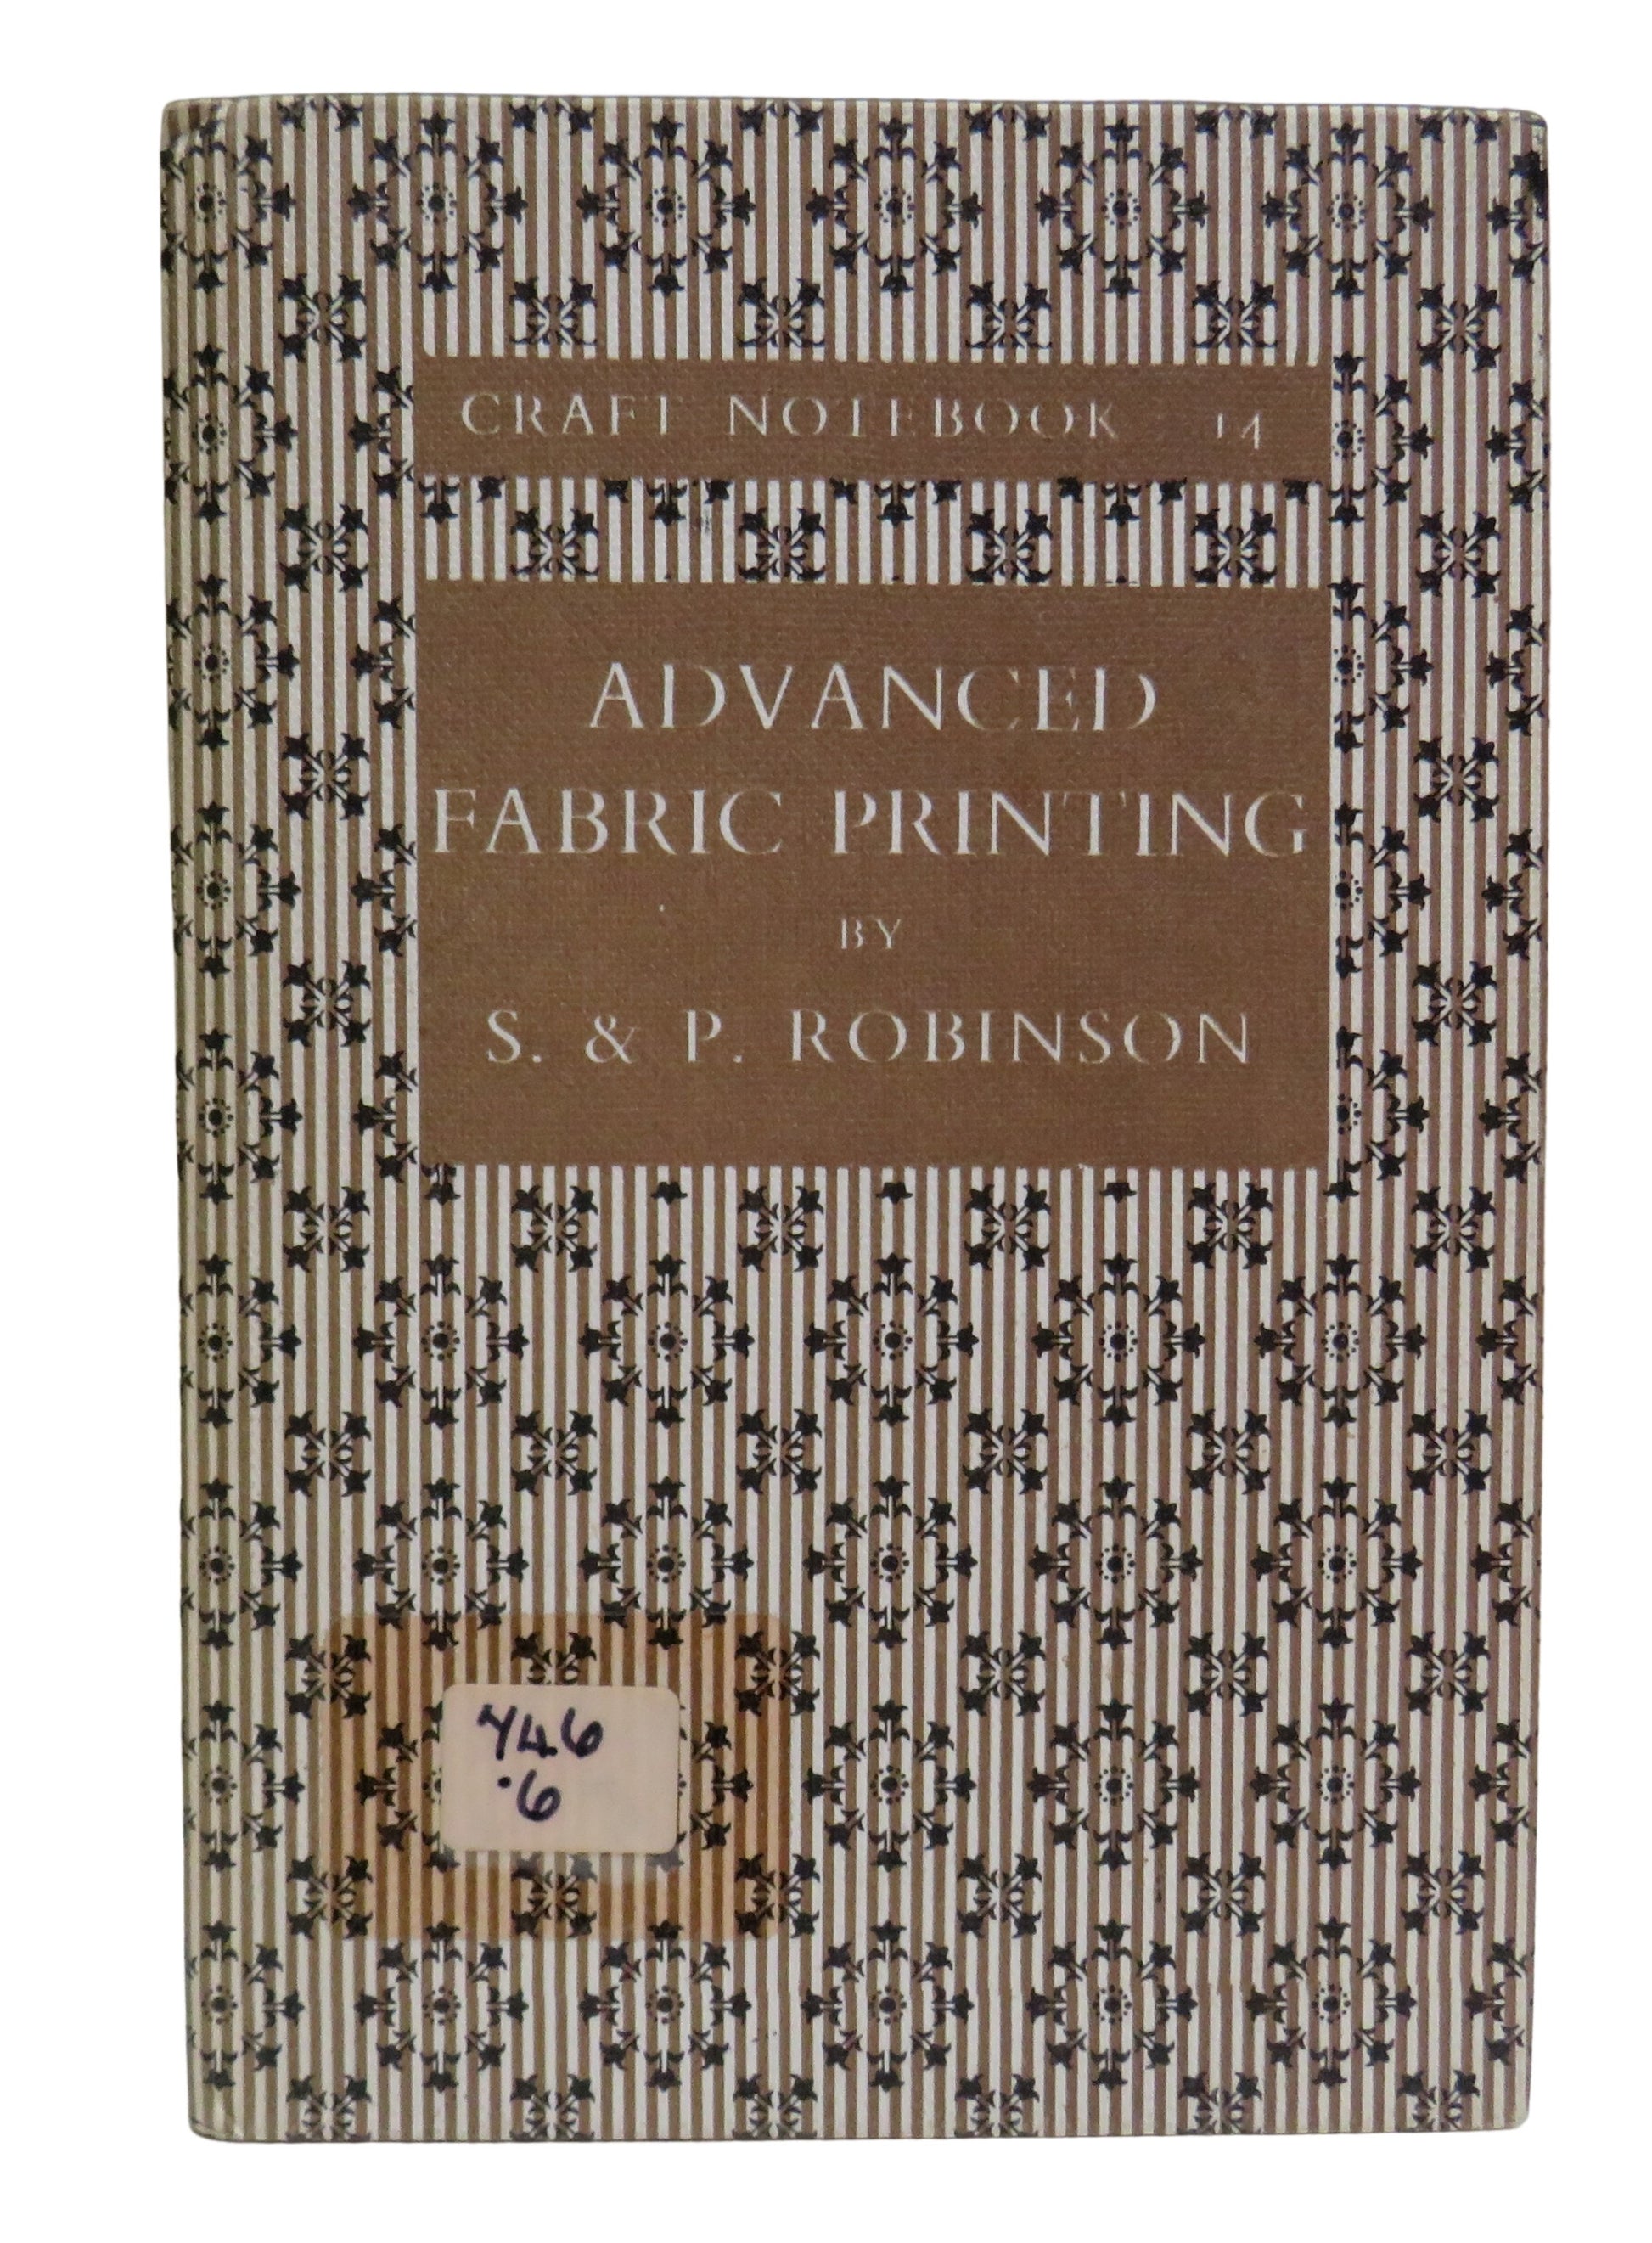 CRAFT NOTEBOOK 14
ADVANCED
FABRIC PRINTING
BY
S. & P. ROBINSON
746
.6